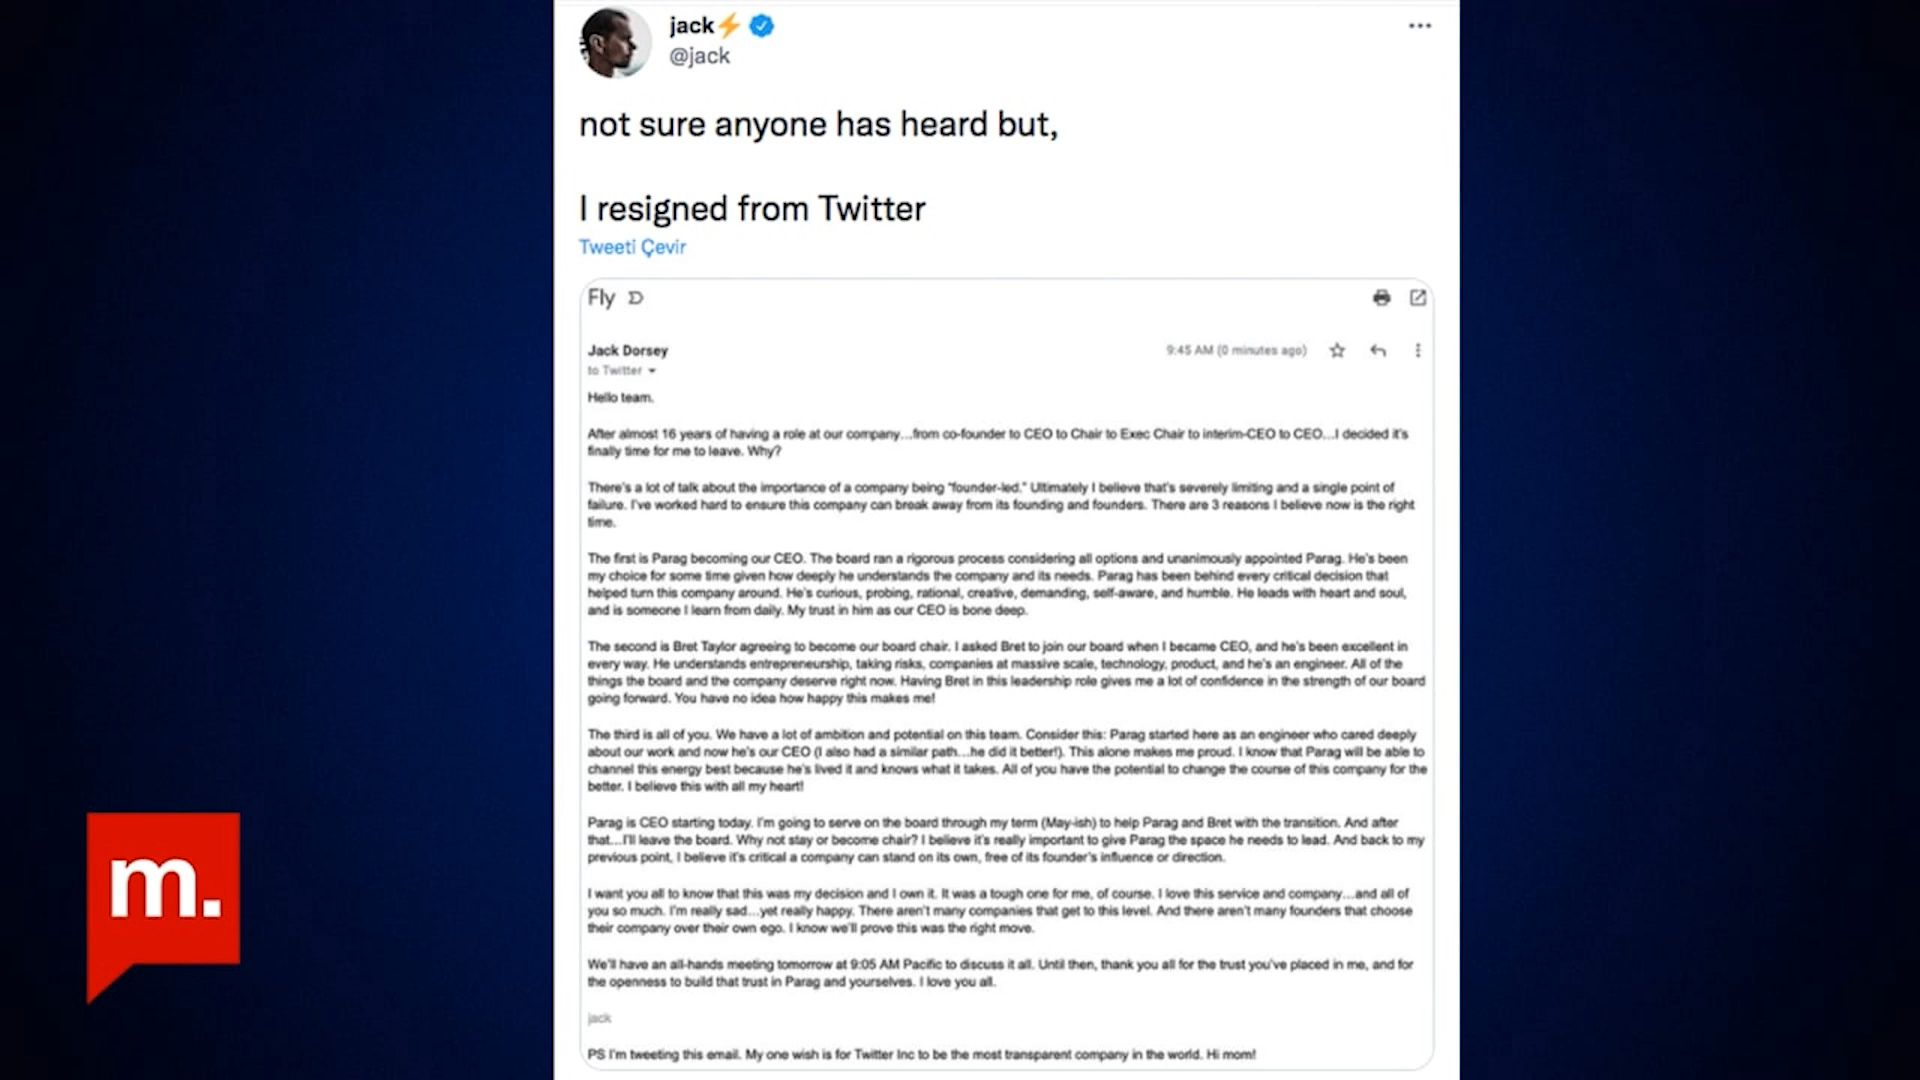 jack⚡
@jack
not sure anyone has heard but,
I resigned from Twitter
Tweeti Çevir
Fly
Jack Dorsey
9:45 AM (0 minutes ago)
to Twitter
Hello team.
After almost 16 years of having a role at our company...from co-founder to CEO to Chair to Exec Chair to interim-CEO to CEO...I decided it's
finally time for me to leave. Why?
There's a lot of talk about the importance of a company being "founder-led." Ultimately I believe that's severely limiting and a single point of
failure. I've worked hard to ensure this company can break away from its founding and founders. There are 3 reasons I believe now is the right
time.
The first is Parag becoming our CEO. The board ran a rigorous process considering all options and unanimously appointed Parag. He's been
my choice for some time given how deeply he understands the company and its needs. Parag has been behind every critical decision that
helped turn this company around. He's curious, probing, rational, creative, demanding, self-aware, and humble. He leads with heart and soul,
and is someone I learn from daily. My trust in him as our CEO is bone deep.
The second is Bret Taylor agreeing to become our board chair. I asked Bret to join our board when I became CEO, and he's been excellent in
every way. He understands entrepreneurship, taking risks, companies at massive scale, technology, product, and he's an engineer. All of the
things the board and the company deserve right now. Having Bret in this leadership role gives me a lot of confidence in the strength of our board
going forward. You have no idea how happy this makes me!
The third is all of you. We have a lot of ambition and potential on this team. Consider this: Parag started here as an engineer who cared deeply
about our work and now he's our CEO (I also had a similar path...he did it better!). This alone makes me proud. I know that Parag will be able to
channel this energy best because he's lived it and knows what it takes. All of you have the potential to change the course of this company for the
better. I believe this with all my heart!
Parag is CEO starting today. I'm going to serve on the board through my term (May-ish) to help Parag and Bret with the transition. And after
that...I'll leave the board. Why not stay or become chair? I believe it's really important to give Parag the space he needs to lead. And back to my
previous point, I believe it's critical a company can stand on its own, free of its founder's influence or direction.
I want you all to know that this was my decision and I own it. It was a tough one for me, of course. I love this service and company...and all of
you so much. I'm really sad...yet really happy. There aren't many companies that get to this level. And there aren't many founders that choose
their company over their own ego. I know we'll prove this was the right move.
We'll have an all-hands meeting tomorrow at 9:05 AM Pacific to discuss it all. Until then, thank you all for the trust you've placed in me, and for
the openness to build that trust in Parag and yourselves. I love you all.
jack
PS I'm tweeting this email. My one wish is for Twitter Inc to be the most transparent company in the world. Hi mom!
m.